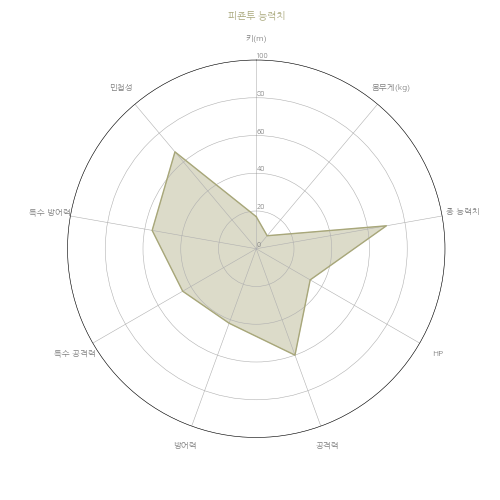 피콘투 능력치
키(m)
100
민첩성
몸무게(kg)
80
60
40
특수 방어력
총 능력치
20
0
특수 공격력
HP
방어력
공격력